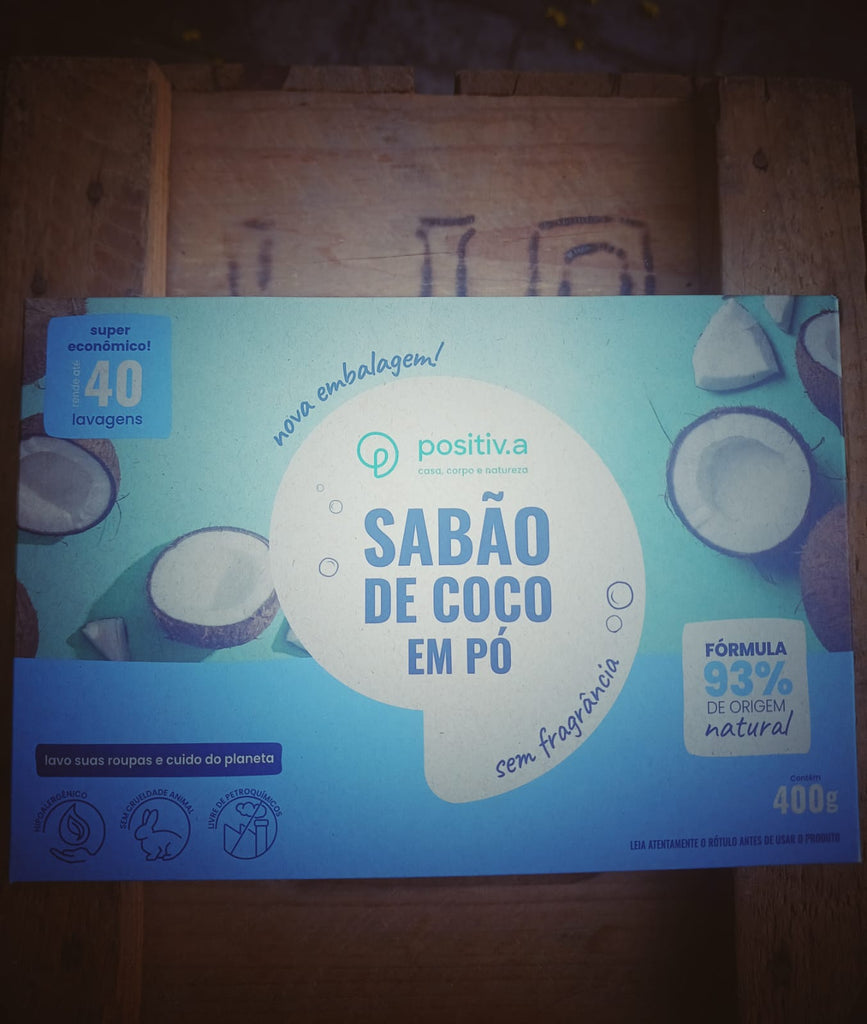 super
econômico!
rende até
40
lavagens
nova embalagem!
positiv.a
casa, corpo e natureza
SABÃO
DE COCO
EM PÓ
sem fragrância
FÓRMULA
93%
DE ORIGEM
natural
lavo suas roupas e cuido do planeta
HIPOALERGÊNICO
SEM CRUELDADE ANIMAL
LIVRE DE PETROQUÍMICOS
Contém
400g
LEIA ATENTAMENTE O RÓTULO ANTES DE USAR O PRODUTO